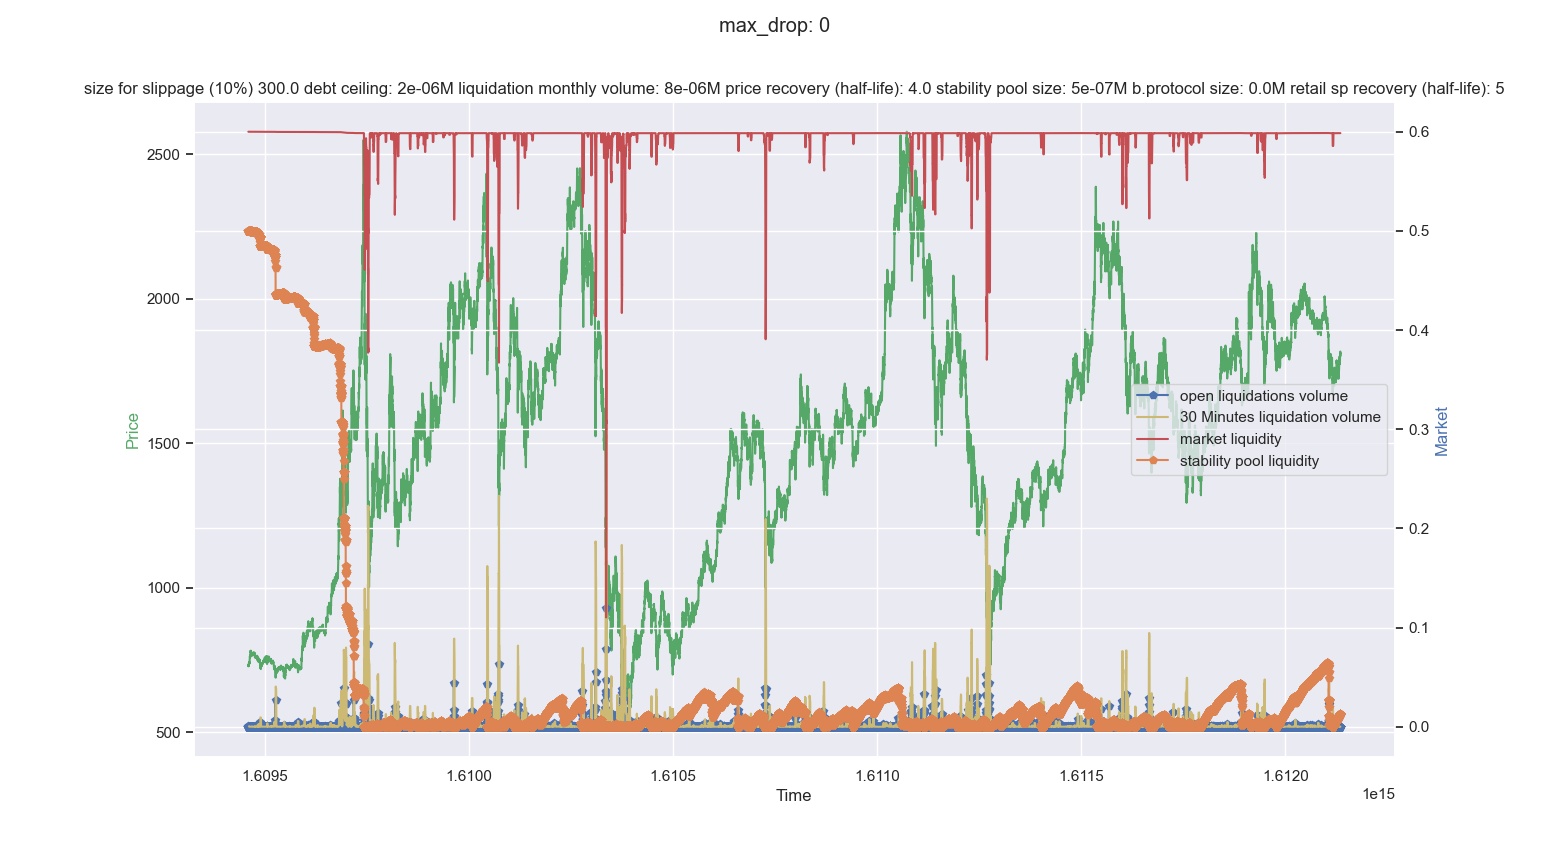 max_drop: 0
size for slippage (10%) 300.0 debt ceiling: 2e-06M liquidation monthly volume: 8e-06M price recovery (half-life): 4.0 stability pool size: 5e-07M b.protocol size: 0.0M retail sp recovery (half-life): 5
2500
2000
1500
1000
500
Price
0.6
0.5
0.4
0.3
0.2
0.1
0.0
Market
open liquidations volume
30 Minutes liquidation volume
market liquidity
stability pool liquidity
1.6095 1.6100 1.6105 1.6110 1.6115 1.6120
Time
1e15